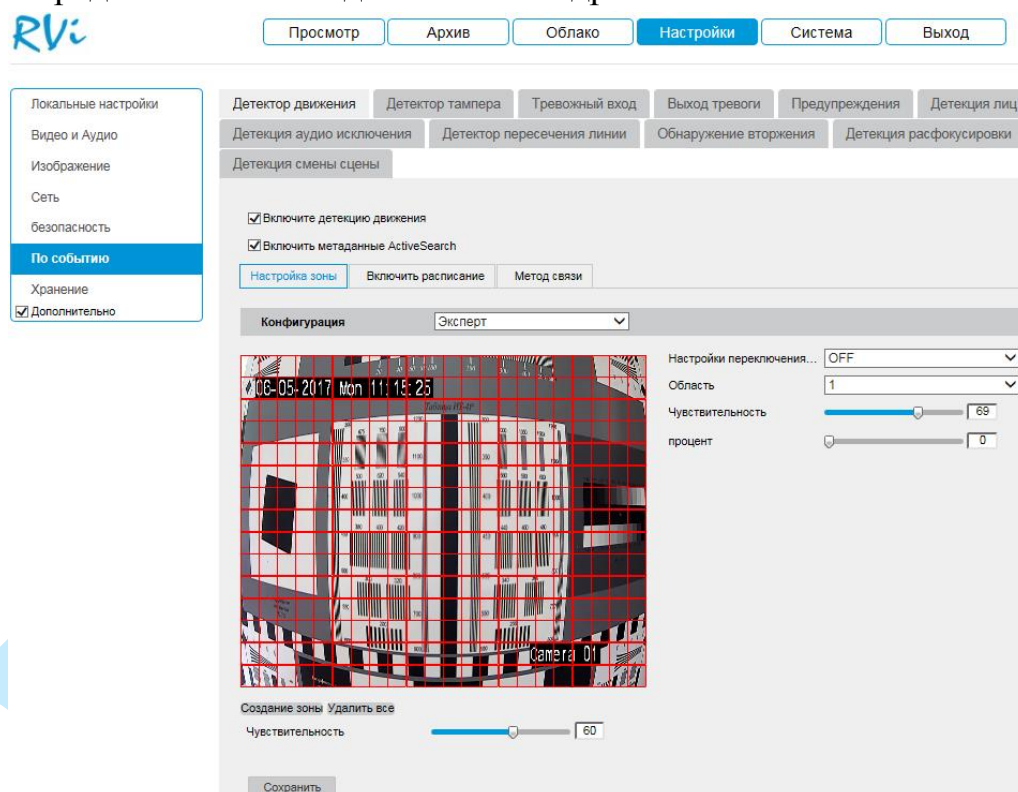 RVi
Просмотр Архив Облако Настройки Система Выход
Локальные настройки
Видео и Аудио
Изображение
Сеть
безопасность
По событию
Хранение
Дополнительно
Детектор движения Детектор тампера Тревожный вход Выход тревоги Предупреждения Детекция лиц
Детекция аудио исключения Детектор пересечения линии Обнаружение вторжения Детекция расфокусировки
Детекция смены сцены
Включите детекцию движения
Включить метаданные ActiveSearch
Настройка зоны Включить расписание Метод связи
Конфигурация Эксперт
06-05-2017 Mon 11:15:25
Camera 01
Настройки переключения... OFF
Область 1
Чувствительность 69
процент 0
Создание зоны Удалить все
Чувствительность 60
Сохранить